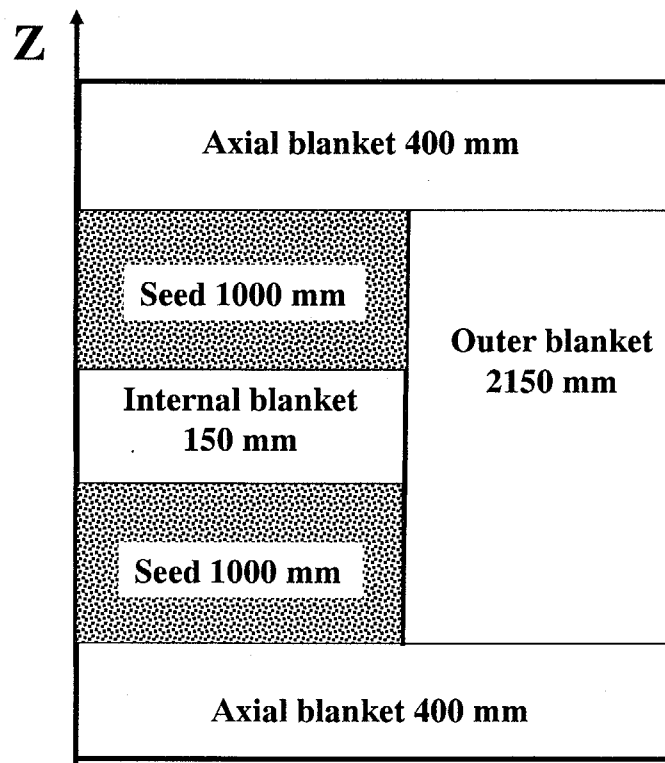 Z
Axial blanket 400 mm
Seed 1000 mm
Outer blanket
2150 mm
Internal blanket
150 mm
Seed 1000 mm
Axial blanket 400 mm